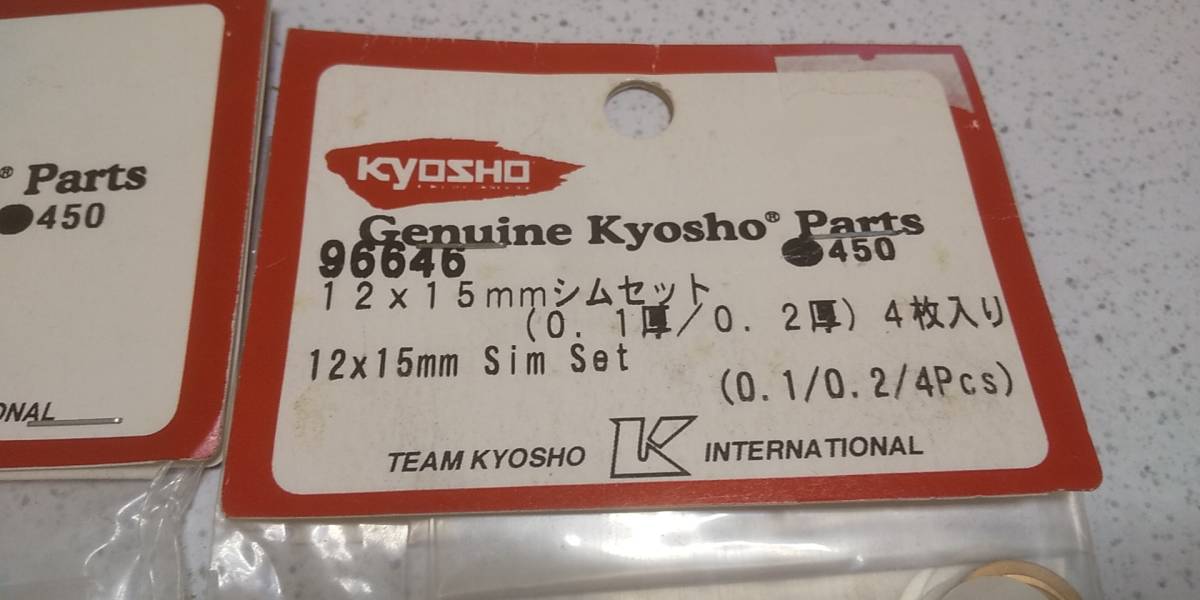 ® Parts
●450
ONAL
KYOSHO
Genuine Kyosho® Parts
96646 ●450
12x15mmシムセット
(0.1厚/0.2厚) 4枚入り
12x15mm Sim Set
(0.1/0.2/4Pcs)
TEAM KYOSHO K INTERNATIONAL